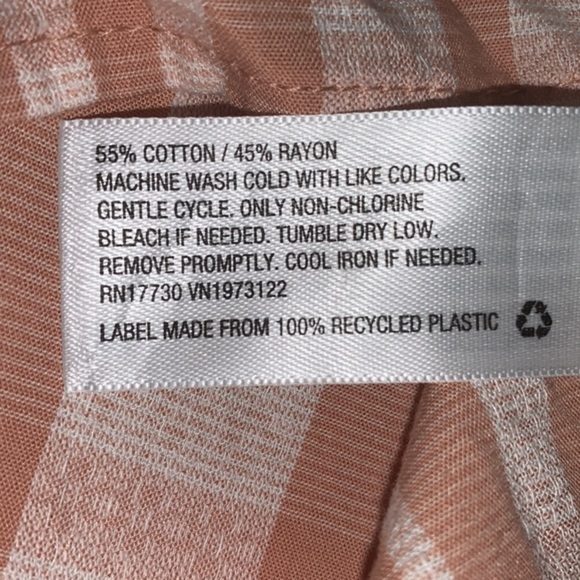 55% COTTON / 45% RAYON
MACHINE WASH COLD WITH LIKE COLORS.
GENTLE CYCLE. ONLY NON-CHLORINE
BLEACH IF NEEDED. TUMBLE DRY LOW.
REMOVE PROMPTLY. COOL IRON IF NEEDED.
RN17730 VN1973122
LABEL MADE FROM 100% RECYCLED PLASTIC